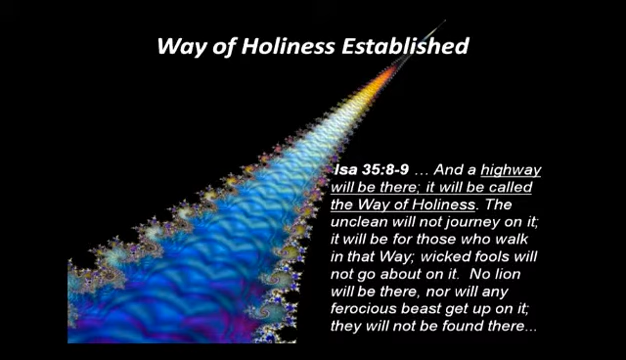 Way of Holiness Established
Isa 35:8-9 … And a highway
will be there; it will be called
the Way of Holiness. The
unclean will not journey on it;
it will be for those who walk
in that Way; wicked fools will
not go about on it.  No lion
will be there, nor will any
ferocious beast get up on it;
they will not be found there...